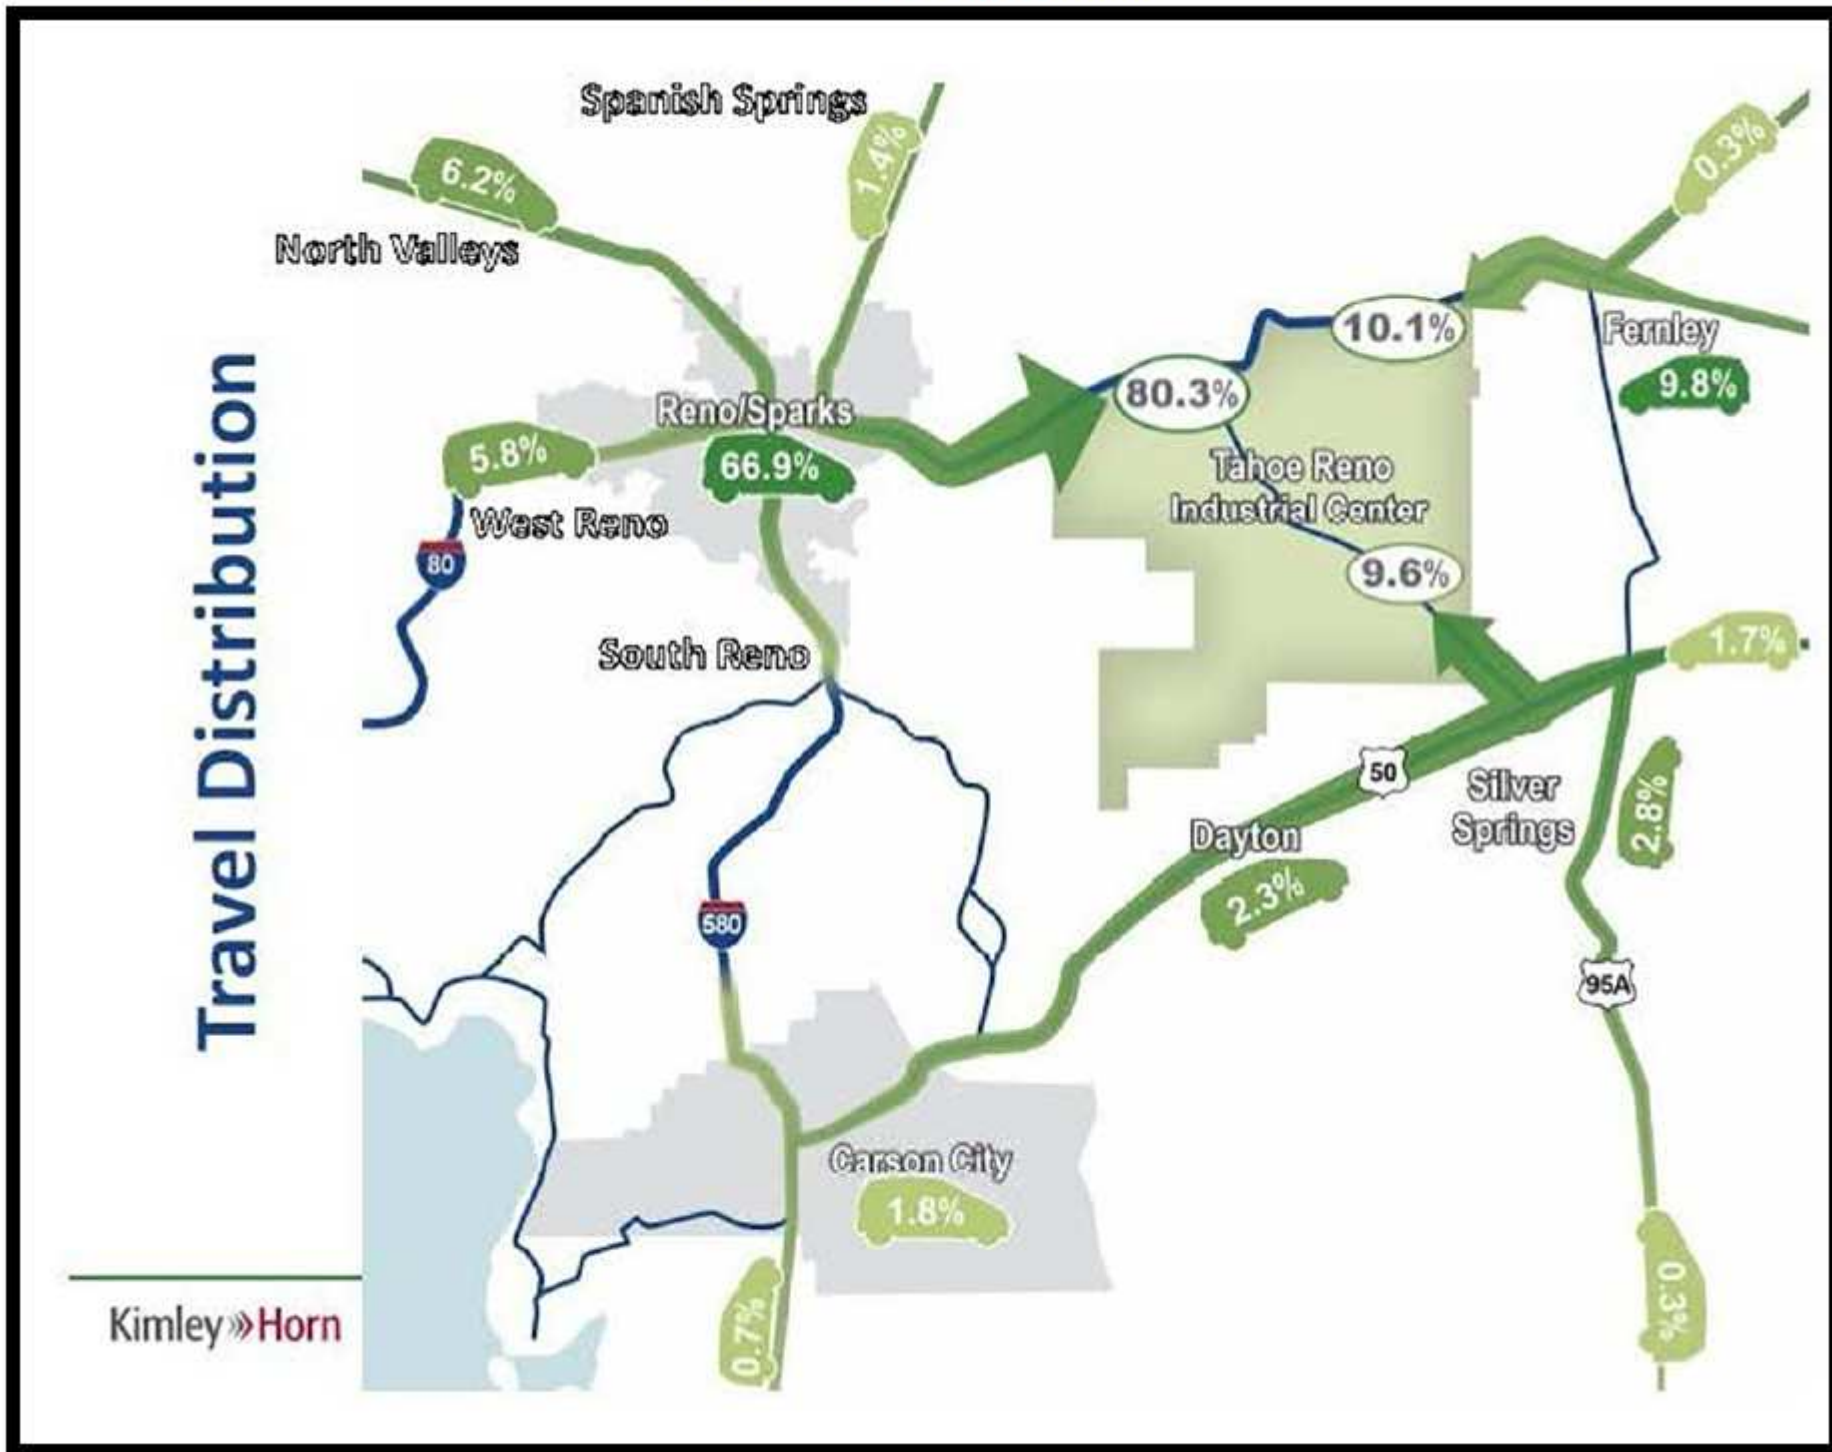 Travel Distribution
Spanish Springs
1.4%
0.3%
6.2%
North Valleys
10.1%
Fernley
9.8%
80.3%
Reno/Sparks
66.9%
5.8%
West Reno
80
Tahoe Reno
Industrial Center
9.6%
South Reno
1.7%
50
Silver
Springs
2.8%
Dayton
2.3%
580
95A
Carson City
1.8%
0.7%
0.3%
Kimley»Horn